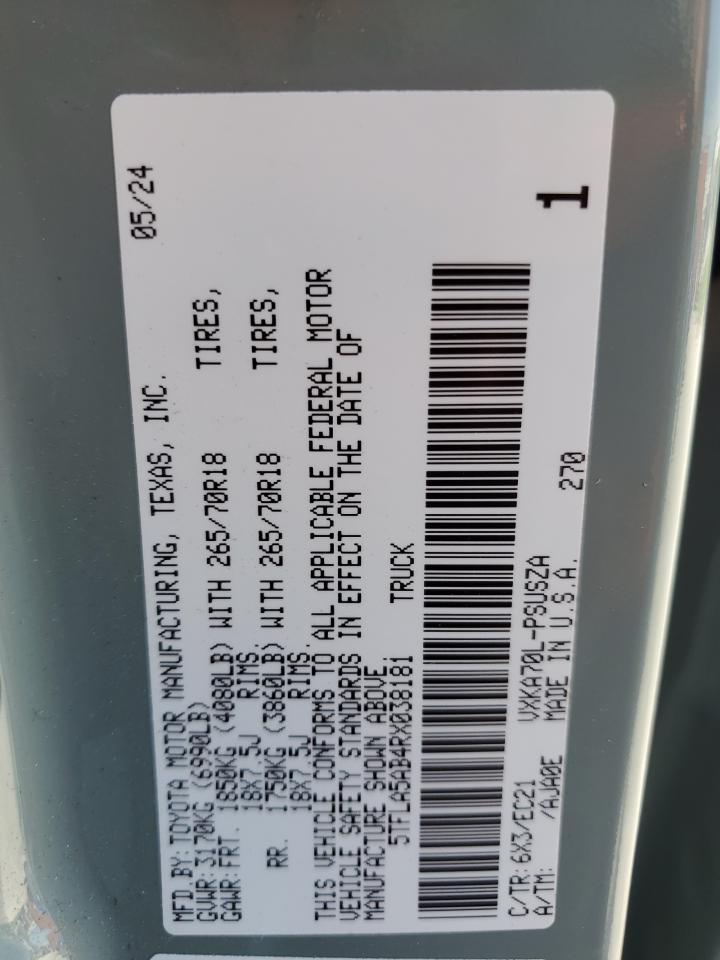 MFD.BY:TOYOTA MOTOR MANUFACTURING, TEXAS, INC. 05/24
GVWR:3170KG (6990LB)
GAWR:FRT. 1850KG (4080LB) WITH 265/70R18 TIRES,
18X7.5J RIMS.
RR. 1750KG (3860LB) WITH 265/70R18 TIRES,
18X7.5J RIMS.
THIS VEHICLE CONFORMS TO ALL APPLICABLE FEDERAL MOTOR
VEHICLE SAFETY STANDARDS IN EFFECT ON THE DATE OF
MANUFACTURE SHOWN ABOVE.
5TFLA5AB4RX038181 TRUCK
C/TR:6X3/EC21 VXKA70L-PSUSZA
A/TM: /AJA0E MADE IN U.S.A. 270 1